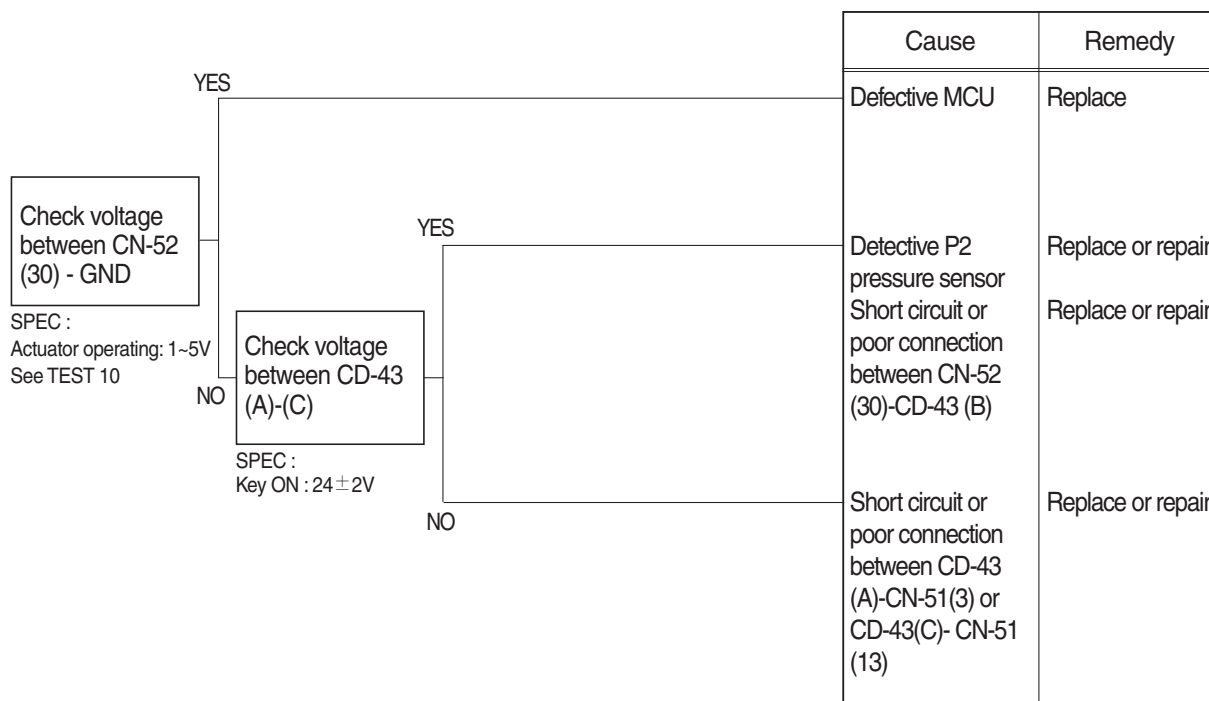 Cause
Remedy
YES
Defective MCU
Replace
Check voltage
between CN-52
(30) - GND
SPEC :
Actuator operating: 1~5V
See TEST 10
NO
YES
Detective P2
pressure sensor
Replace or repair
Short circuit or
poor connection
between CN-52
(30)-CD-43 (B)
Replace or repair
Check voltage
between CD-43
(A)-(C)
SPEC :
Key ON : 24±2V
NO
Short circuit or
poor connection
between CD-43
(A)-CN-51(3) or
CD-43(C)- CN-51
(13)
Replace or repair